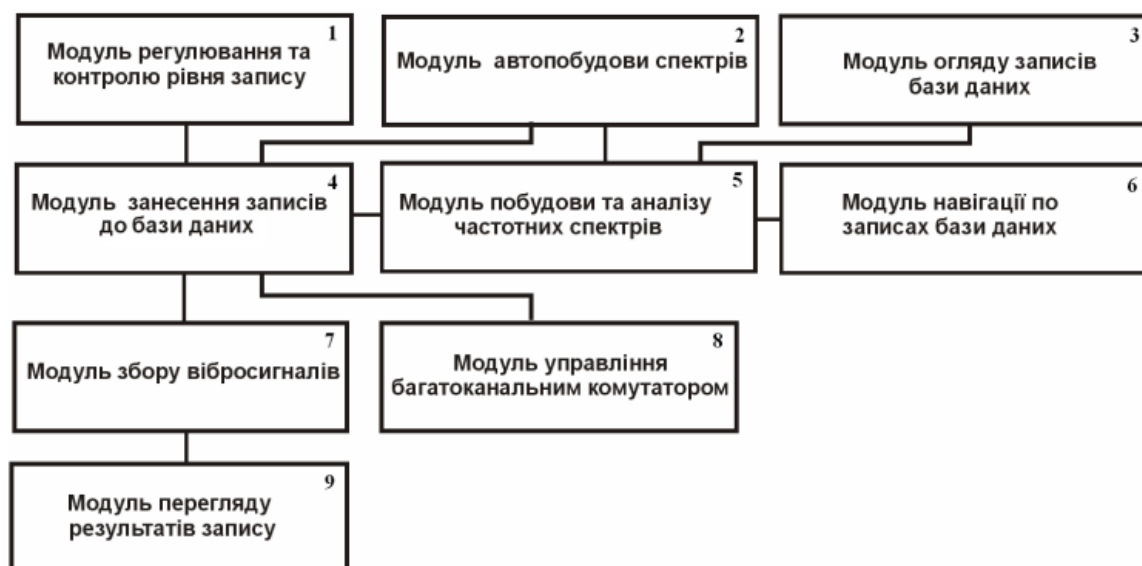 1
Модуль регулювання та
контролю рівня запису
2
Модуль автопобудови спектрів
3
Модуль огляду записів
бази даних
4
Модуль занесення записів
до бази даних
5
Модуль побудови та аналізу
частотних спектрів
6
Модуль навігації по
записах бази даних
7
Модуль збору вібросигналів
8
Модуль управління
багатоканальним комутатором
9
Модуль перегляду
результатів запису